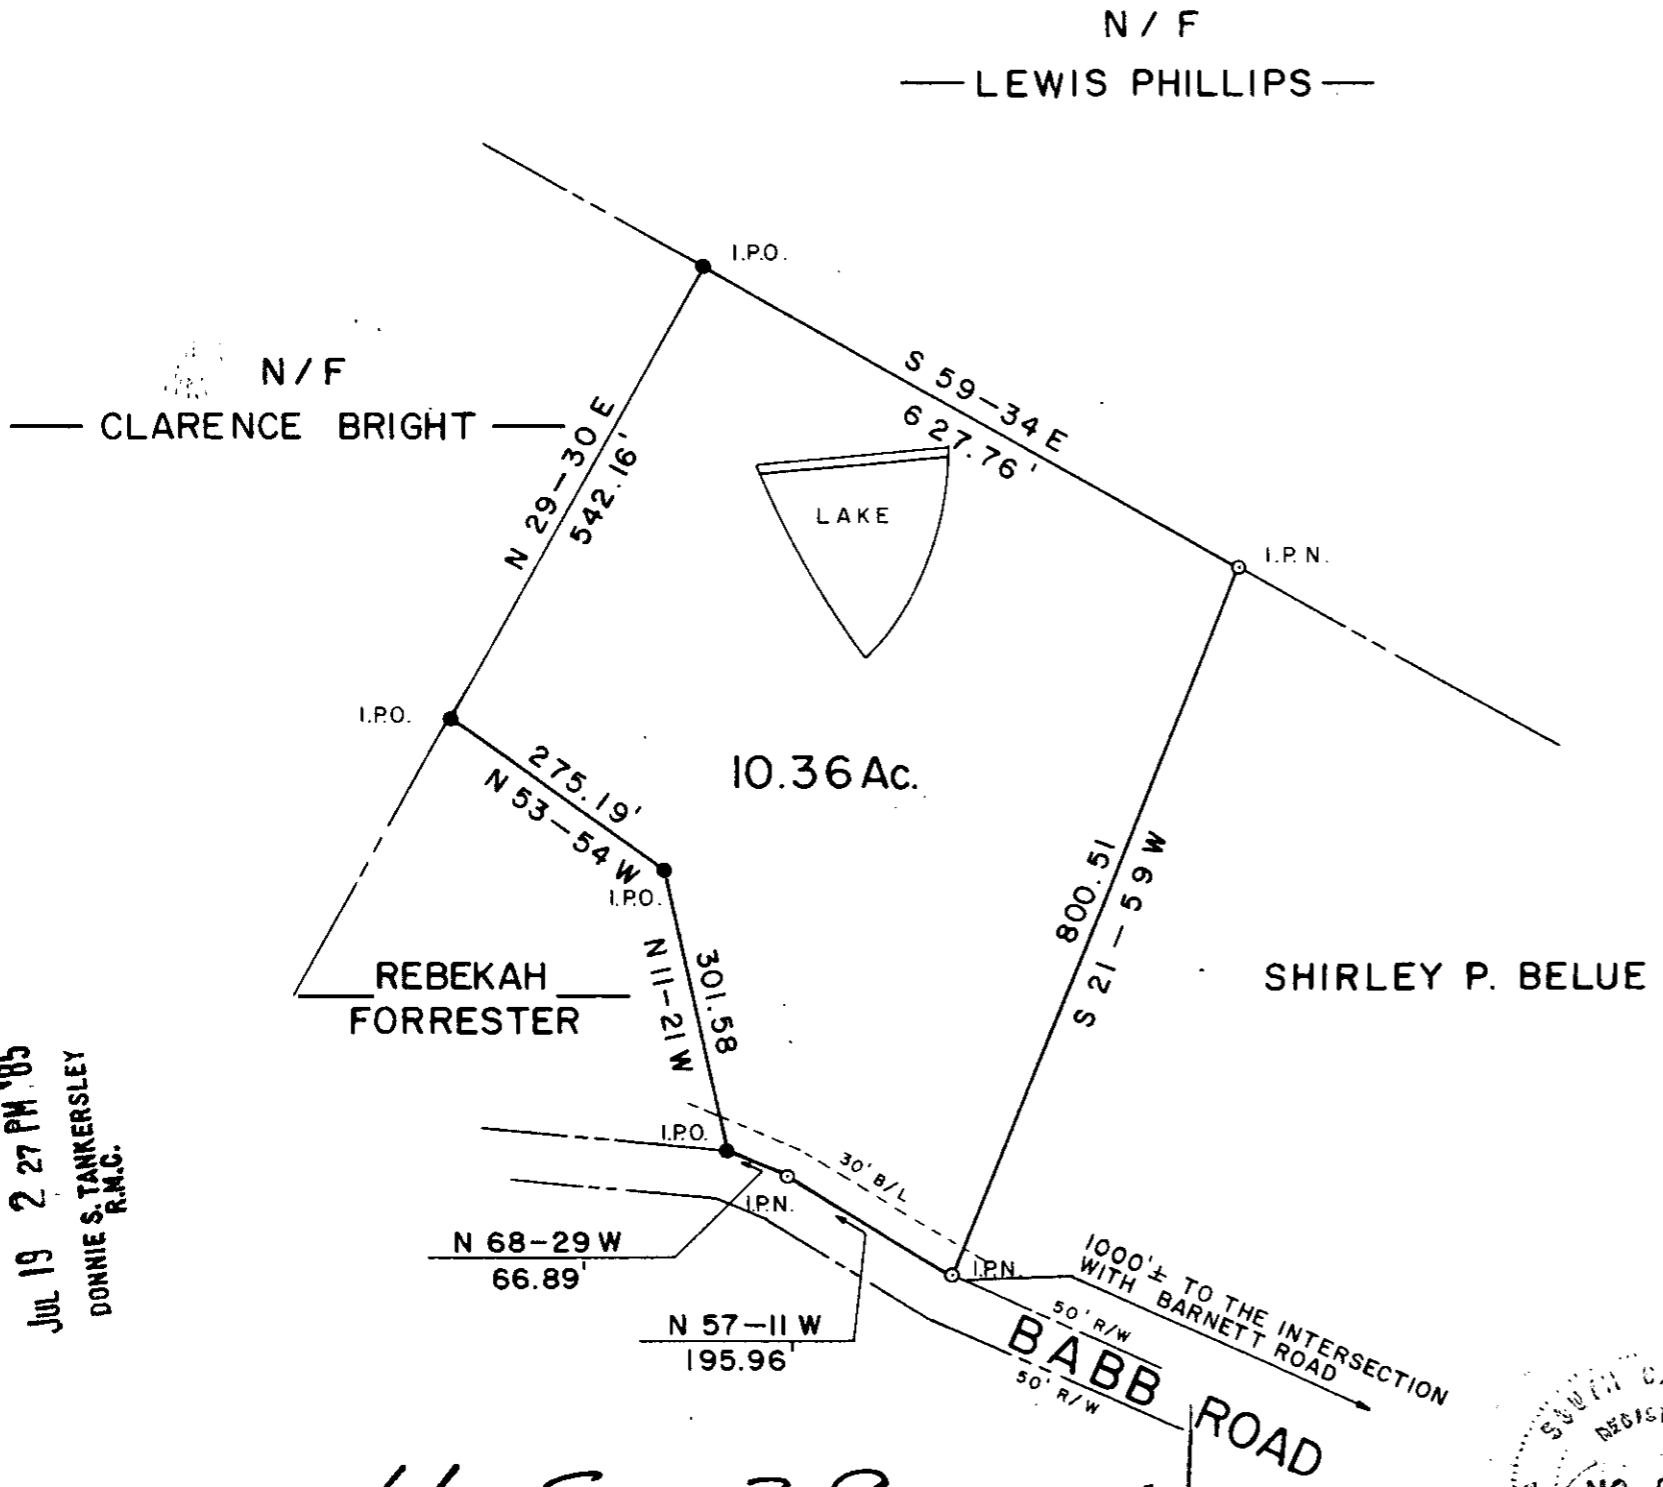 N / F
LEWIS PHILLIPS
I.P.O.
N/F
CLARENCE BRIGHT
S 59-34 E
627.76'
N 29-30 E
542.16'
LAKE
I.P.N.
I.P.O.
275.19'
N 53-54 W
10.36 Ac.
I.P.O.
800.51
S 21-59 W
REBEKAH
FORRESTER
N 11-21 W
301.58
SHIRLEY P. BELUE
JUL 19 2 27 PM '85
DONNIE S. TANKERSLEY
R.M.C.
I.P.O.
30' B/L
I.P.N.
N 68-29 W
66.89'
I.P.N.
1000'± TO THE INTERSECTION
WITH BARNETT ROAD
N 57-11 W
195.96'
50' R/W
BABB ROAD
50' R/W